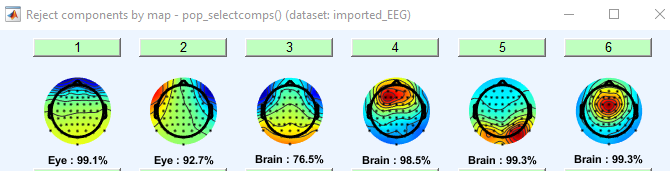 Reject components by map - pop_selectcomps() (dataset: imported_EEG)
1 2 3 4 5 6
Eye : 99.1% Eye : 92.7% Brain : 76.5% Brain : 98.5% Brain : 99.3% Brain : 99.3%